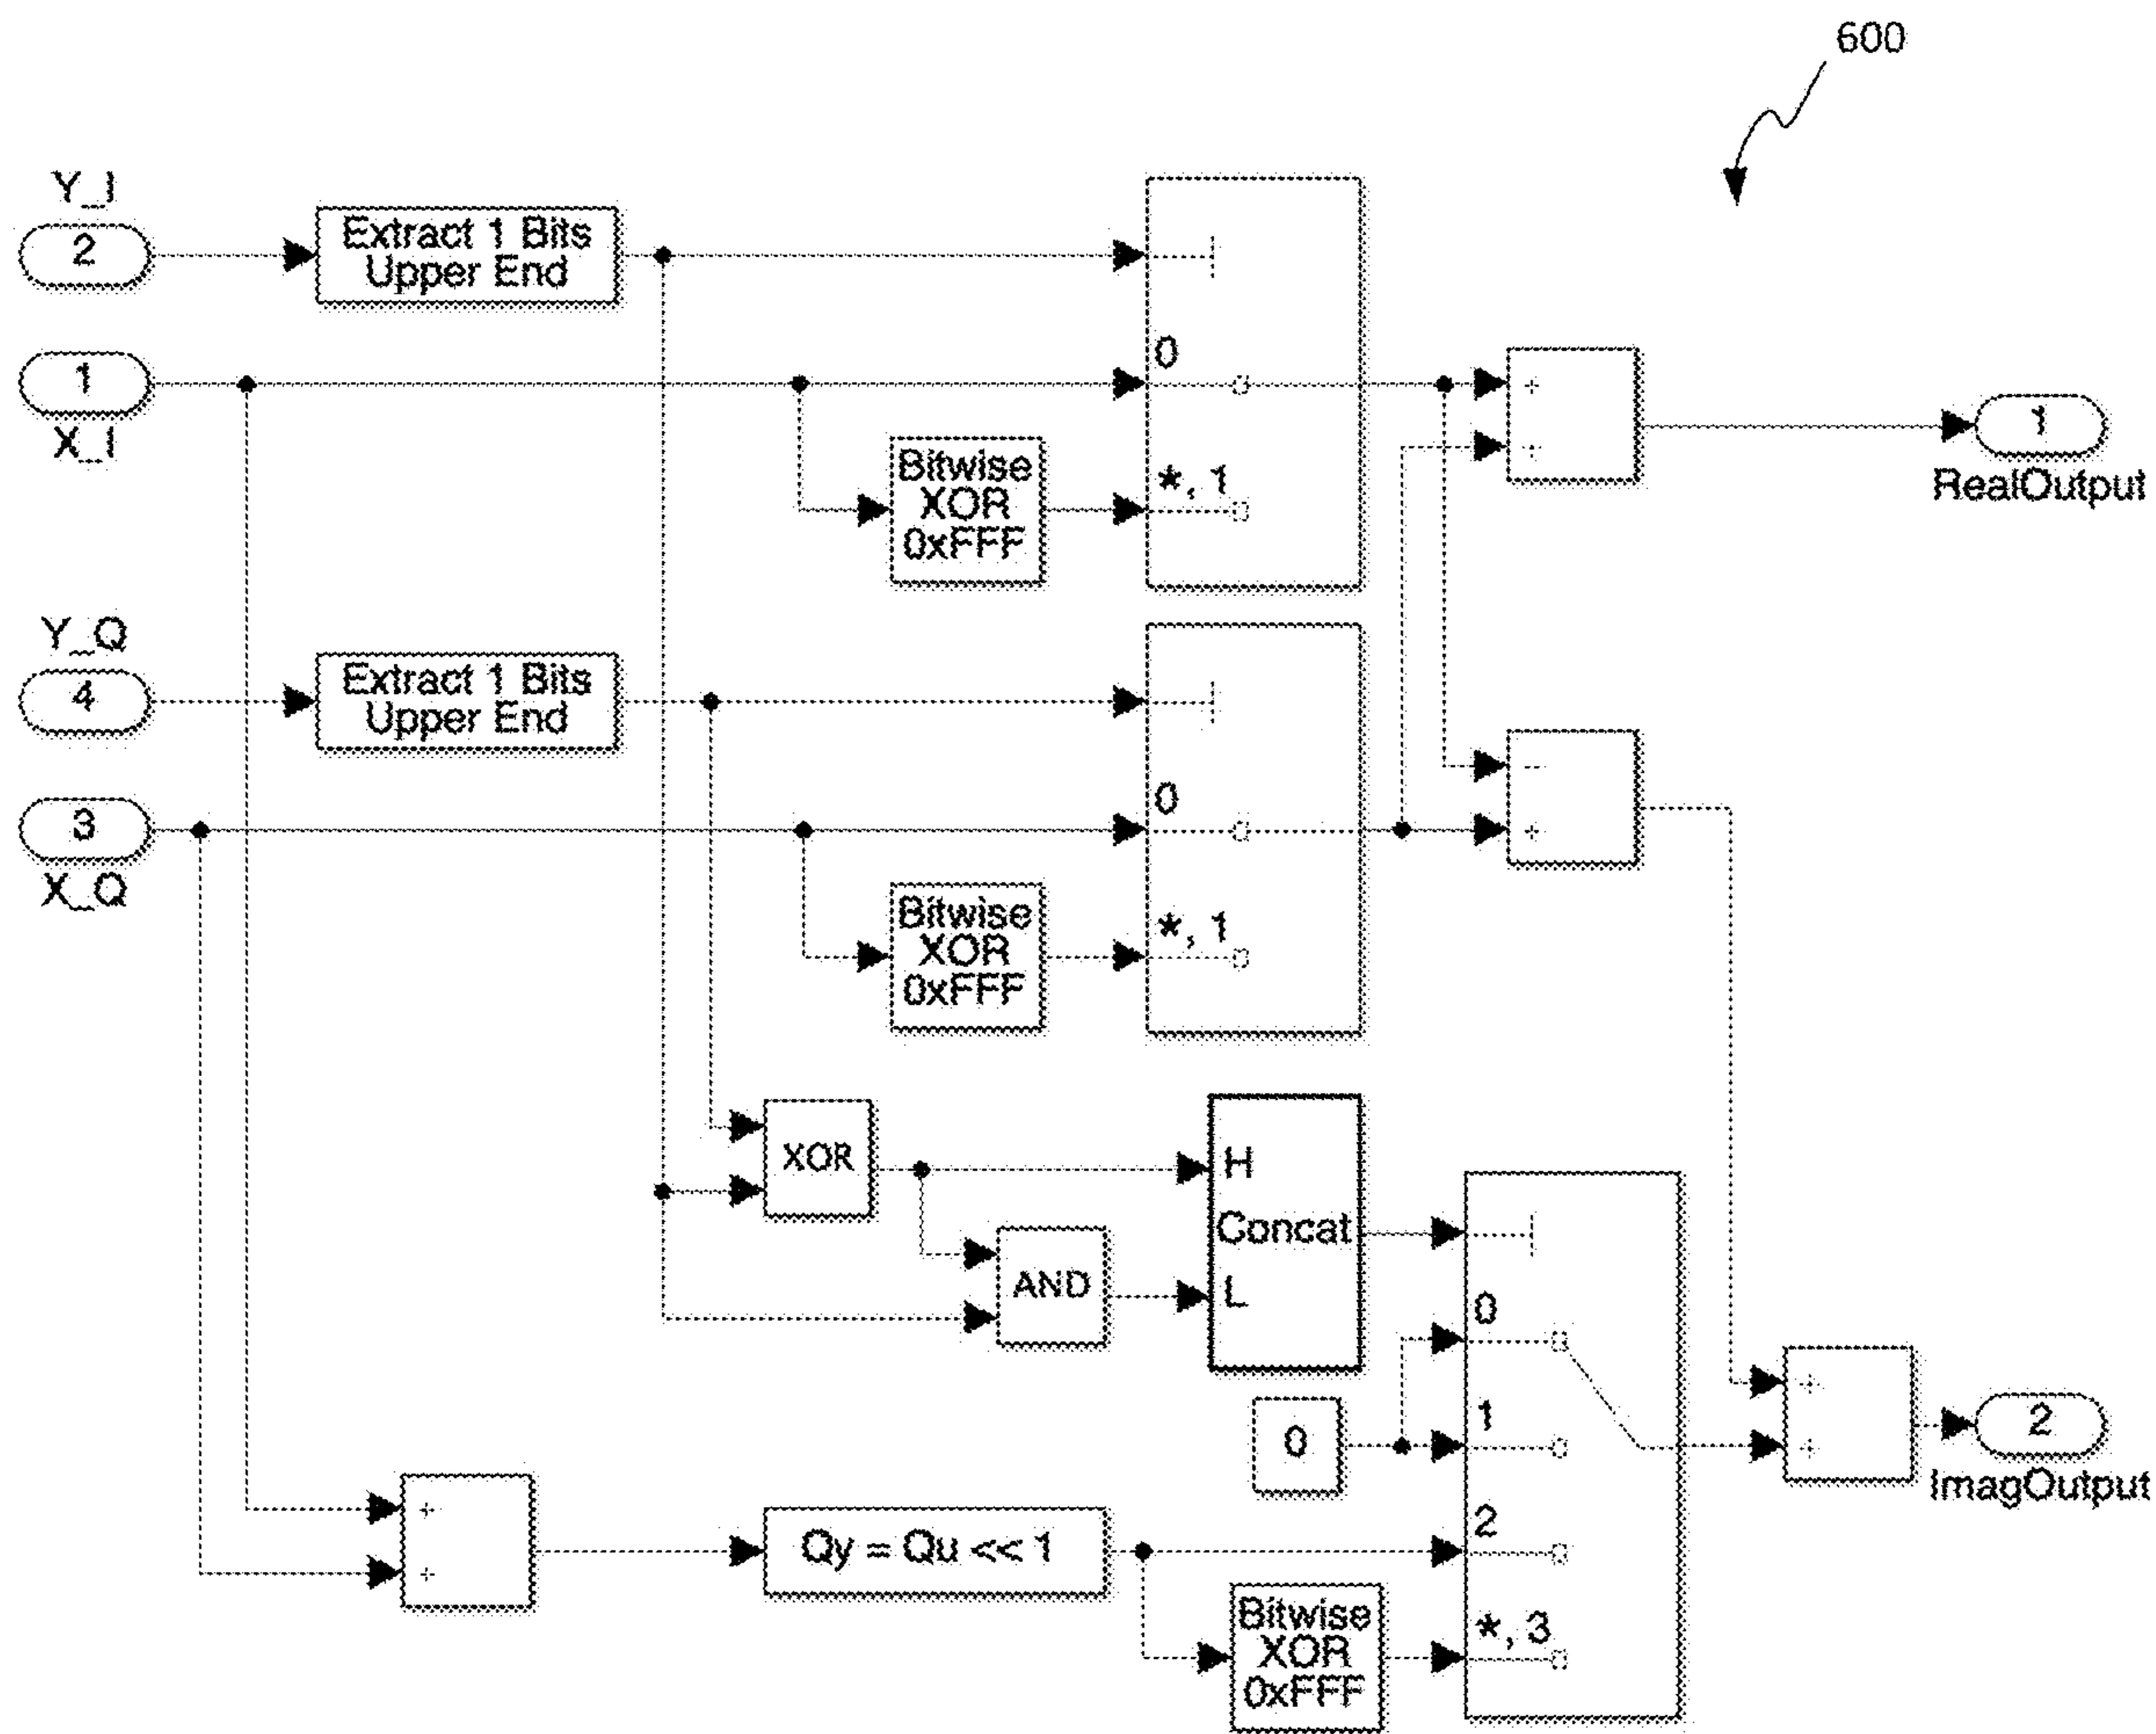 600
Y_I
2
Extract 1 Bits
Upper End
1
X_I
0
Bitwise
XOR
0xFFF
*, 1
+
+
1
RealOutput
Y_Q
4
Extract 1 Bits
Upper End
3
X_Q
0
Bitwise
XOR
0xFFF
*, 1
-
+
XOR
AND
H
Concat
L
0
0
1
2
*, 3
+
+
2
ImagOutput
+
+
Qy = Qu << 1
Bitwise
XOR
0xFFF